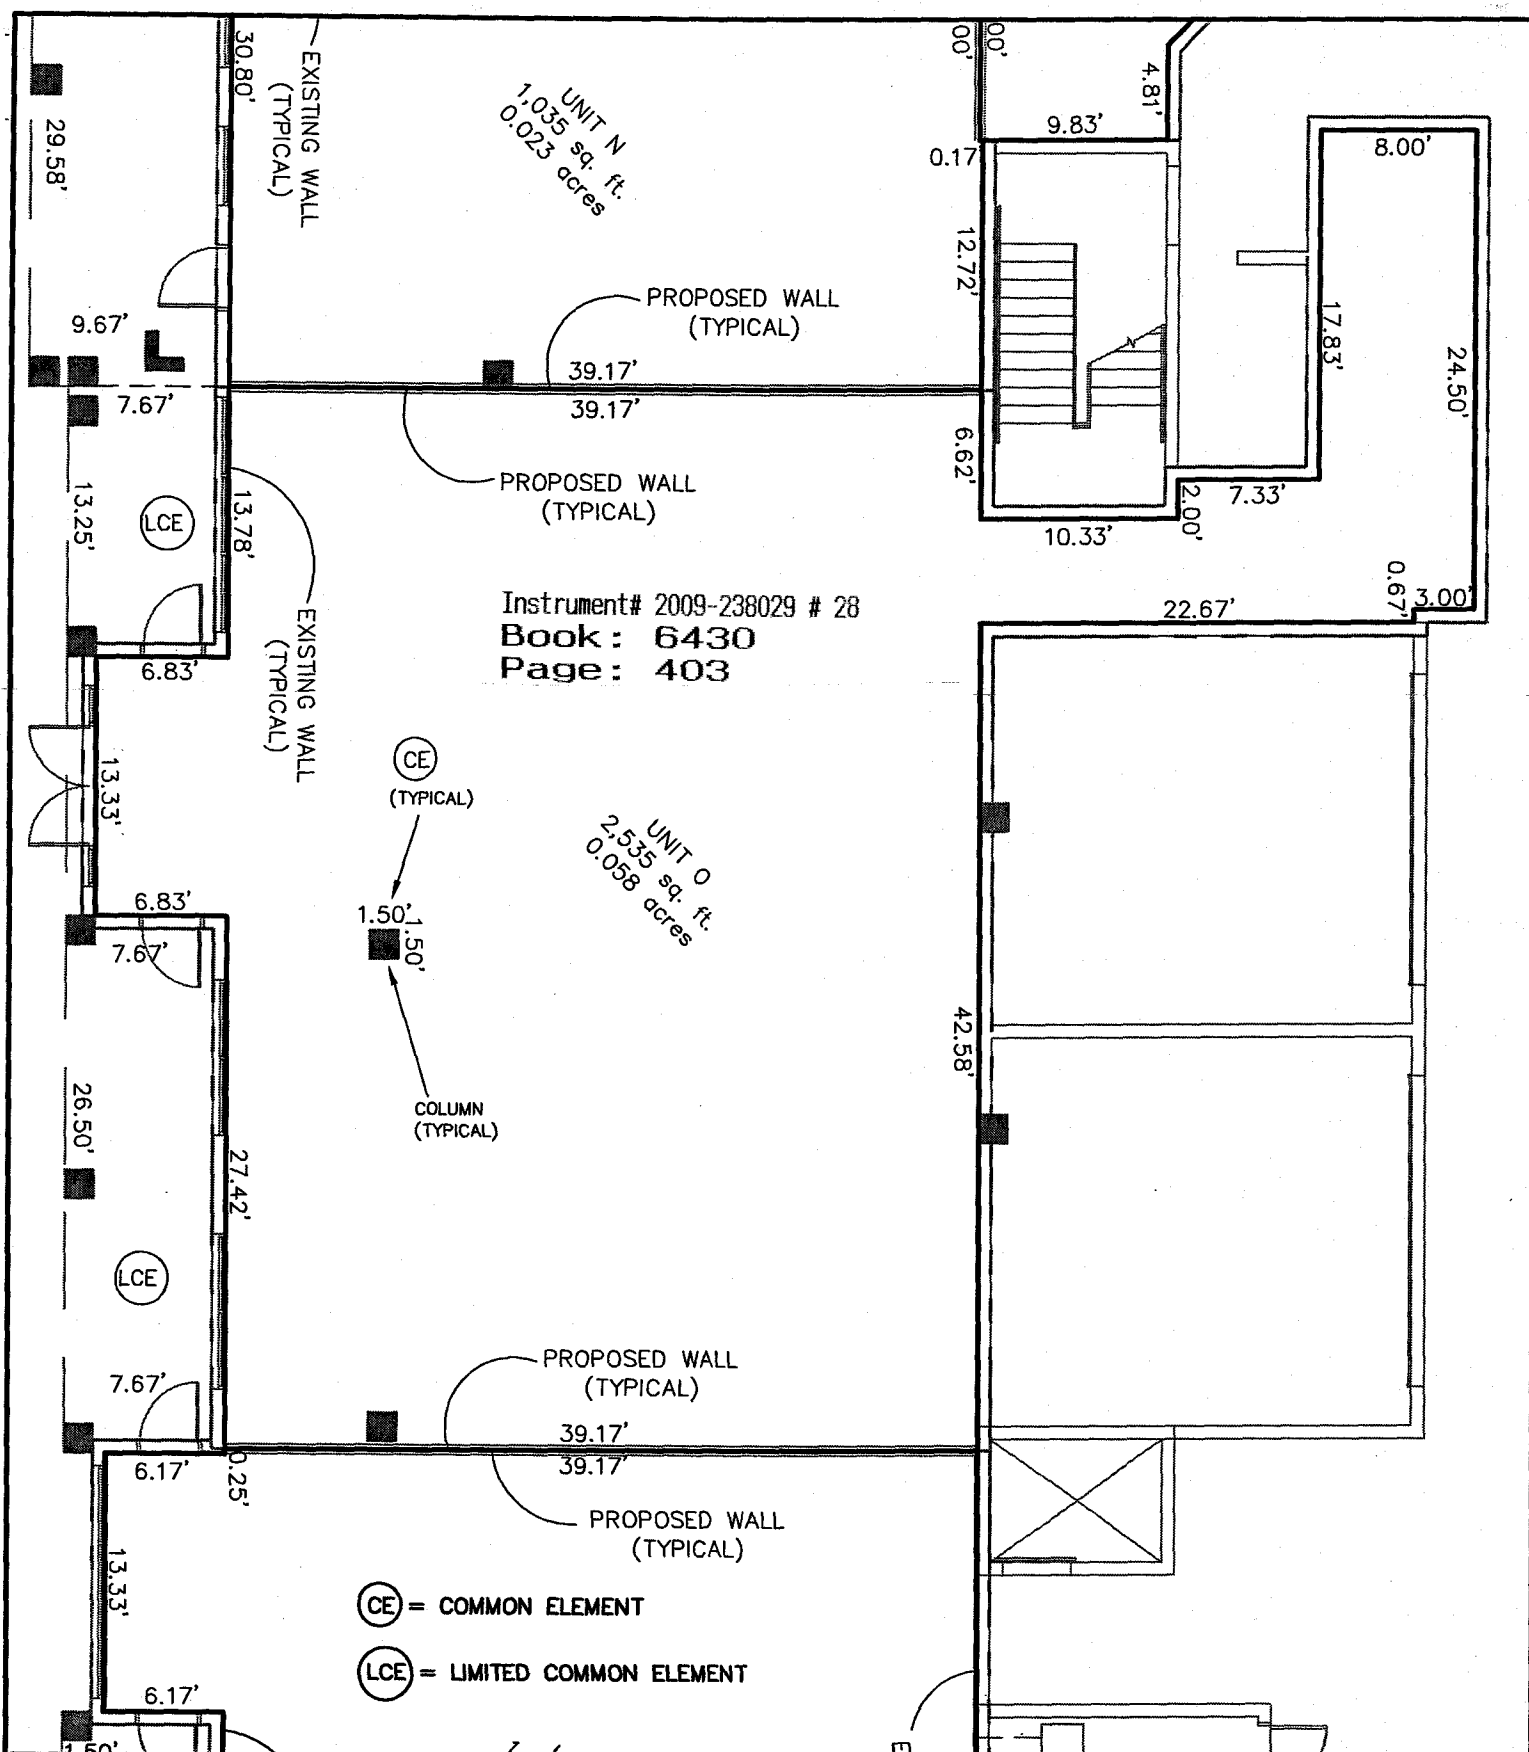 30.80'
EXISTING WALL
(TYPICAL)
UNIT N
1,035 sq. ft.
0.023 acres
00'
00'
4.81'
9.83'
8.00'
0.17
29.58'
12.72'
PROPOSED WALL
(TYPICAL)
17.83'
9.67'
24.50'
39.17'
7.67'
39.17'
6.62'
PROPOSED WALL
(TYPICAL)
13.25'
LCE
13.78'
7.33'
2.00'
10.33'
0.67'
3.00'
22.67'
Instrument# 2009-238029 # 28
Book: 6430
Page: 403
EXISTING WALL
(TYPICAL)
6.83'
CE
(TYPICAL)
13.33'
UNIT O
2,535 sq. ft.
0.058 acres
6.83'
1.50'
1.50'
7.67'
42.58'
COLUMN
(TYPICAL)
26.50'
27.42'
LCE
PROPOSED WALL
(TYPICAL)
7.67'
39.17'
39.17'
6.17'
0.25'
PROPOSED WALL
(TYPICAL)
13.33'
CE = COMMON ELEMENT
LCE = LIMITED COMMON ELEMENT
6.17'
1.50'